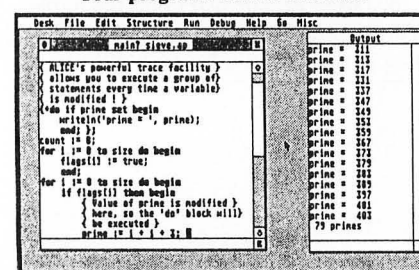 Desk File Edit Structure Run Debug Help Go Misc
main? sieve.ap
{ ALICE's powerful trace facility }
{ allows you to execute a group of}
{ statements every time a variable}
{ is modified ! }
{*do if prime set begin
writeln('prime = ', prime);
end; };
count := 0;
for i := 0 to size do begin
flags[i] := true;
end;
for i := 0 to size do begin
if flags[i] then begin
{ Value of prime is modified }
{ here, so the 'do' block will}
{ be executed }
prime := i + i + 3;
Output
prime = 311
prime = 313
prime = 317
prime = 331
prime = 337
prime = 347
prime = 349
prime = 353
prime = 359
prime = 367
prime = 373
prime = 379
prime = 383
prime = 389
prime = 397
prime = 401
prime = 409
79 primes